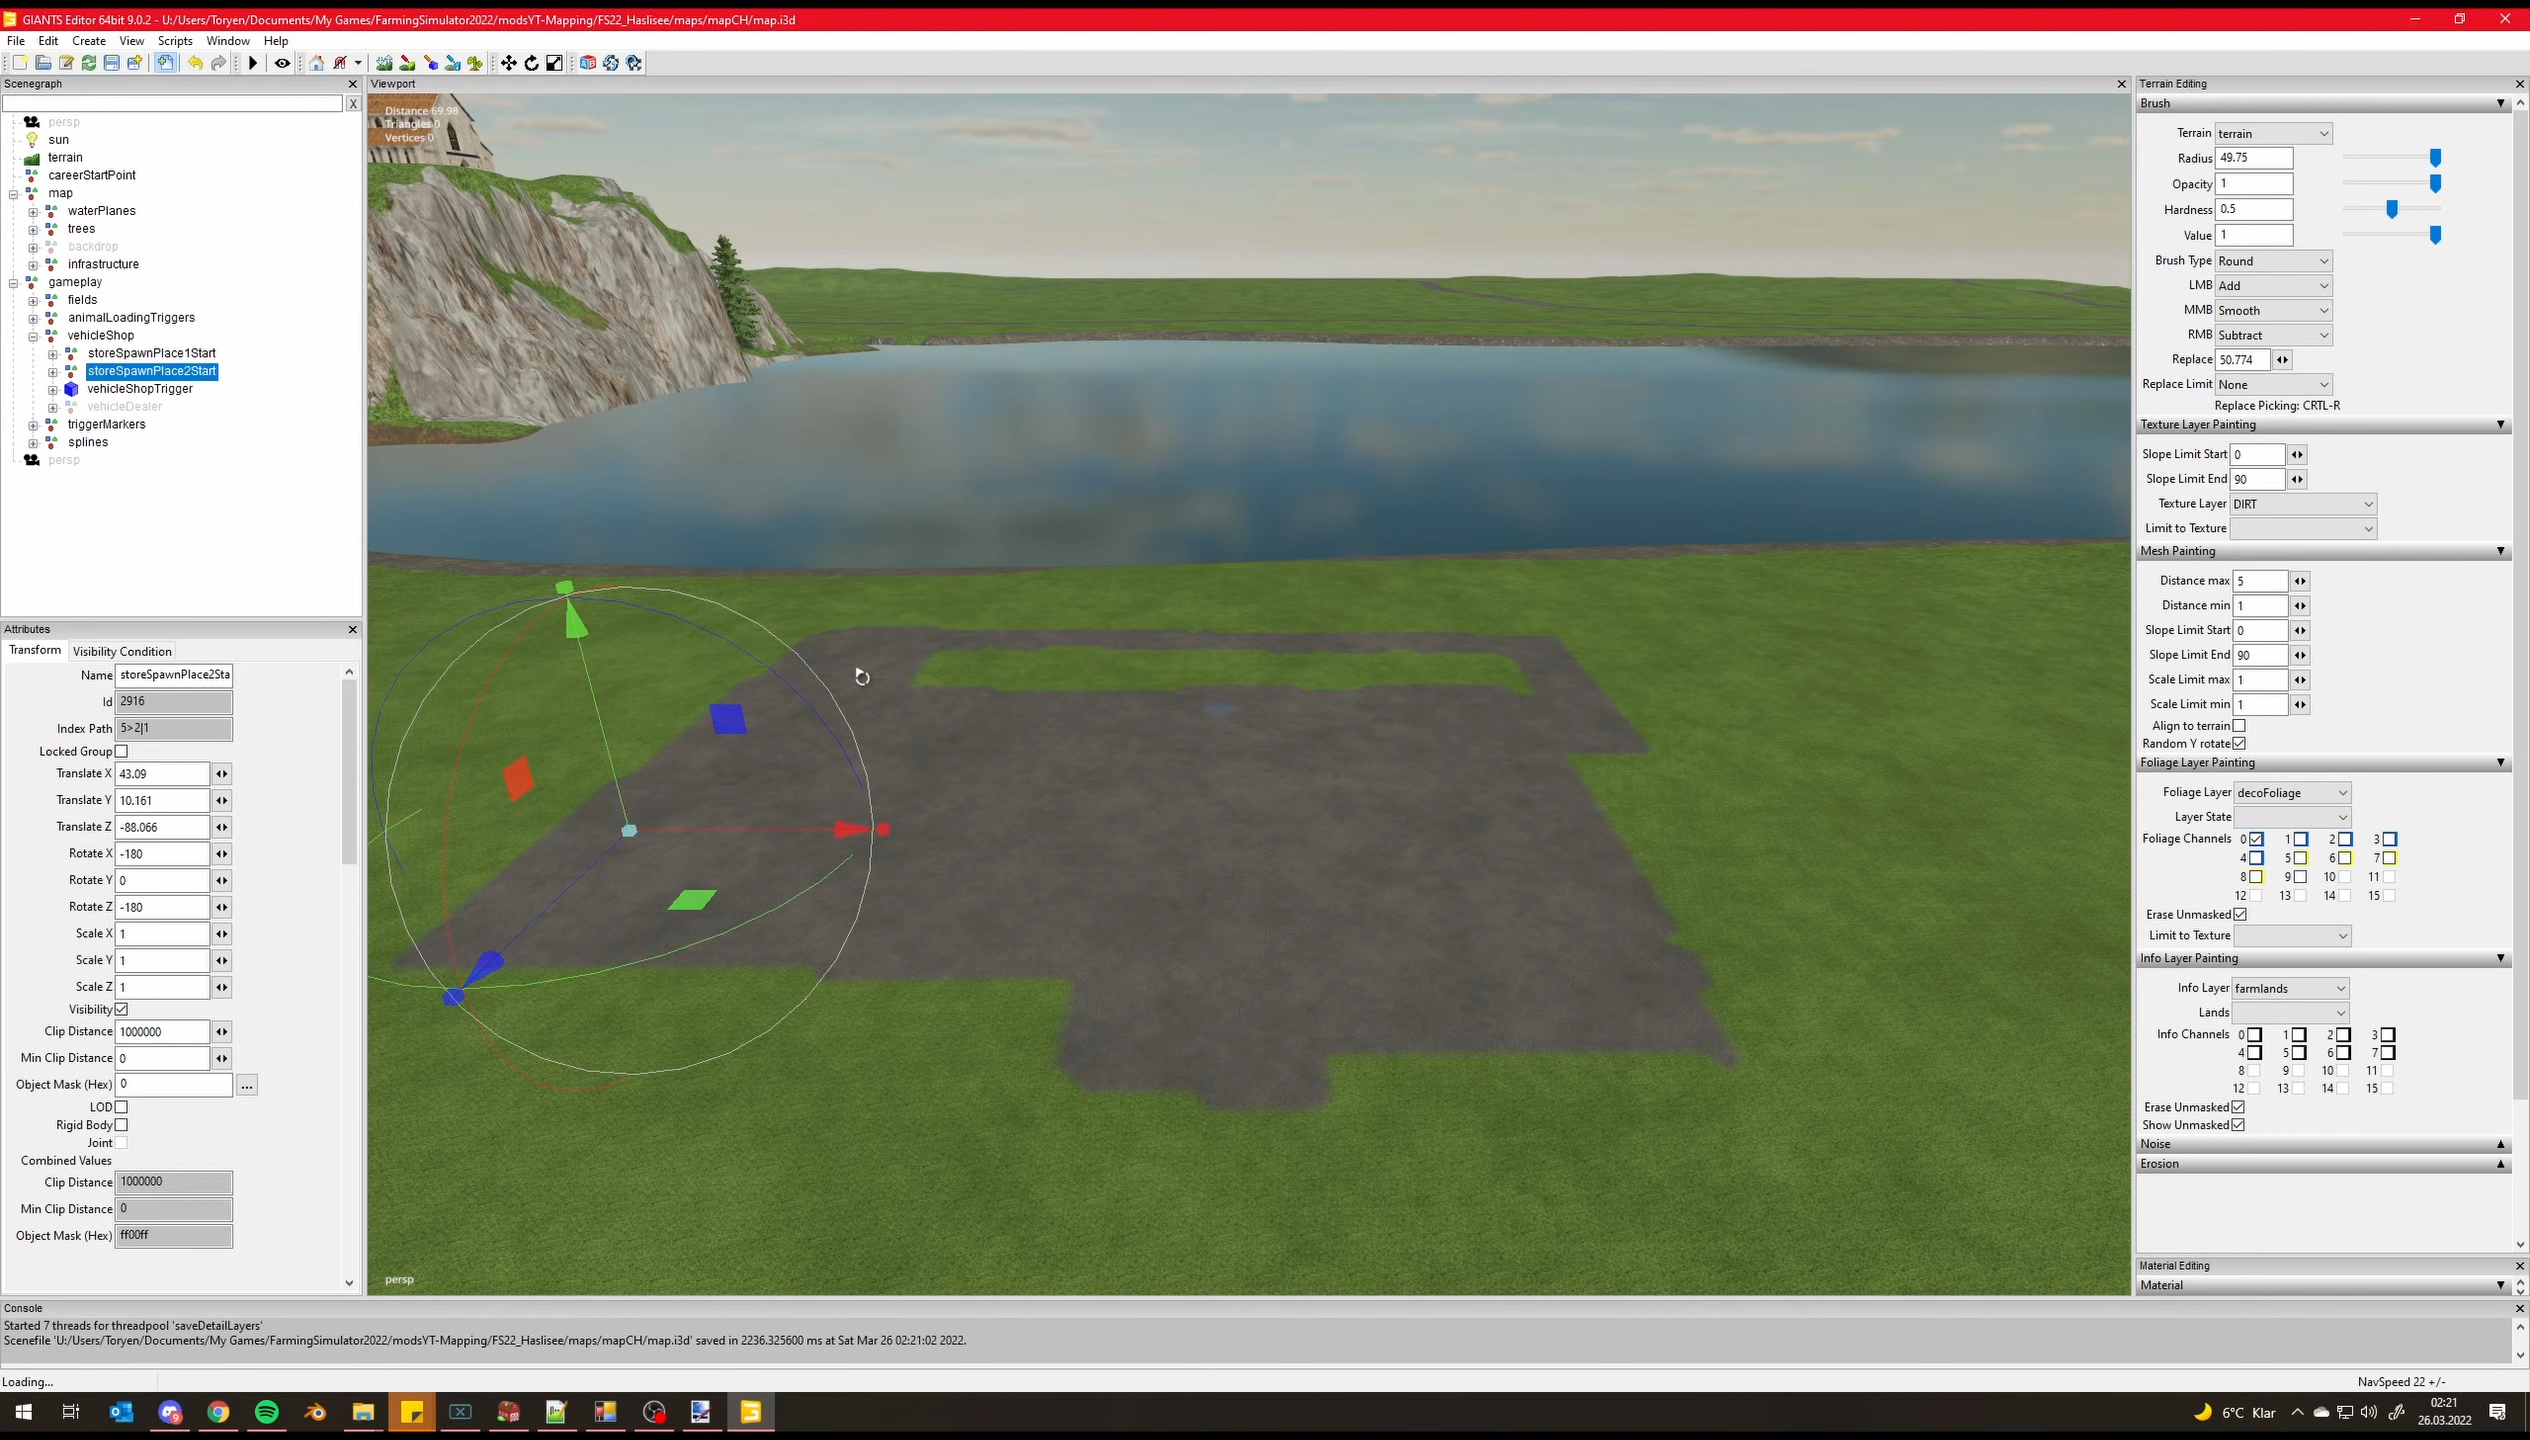 GIANTS Editor 64bit 9.0.2 - U:/Users/Toryen/Documents/My Games/FarmingSimulator2022/modsYT-Mapping/FS22_Haslisee/maps/mapCH/map.i3d
File Edit Create View Scripts Window Help
Scenegraph
X
persp
sun
terrain
careerStartPoint
map
waterPlanes
trees
backdrop
infrastructure
gameplay
fields
animalLoadingTriggers
vehicleShop
storeSpawnPlace1Start
storeSpawnPlace2Start
vehicleShopTrigger
vehicleDealer
triggerMarkers
splines
persp
Attributes
Transform Visibility Condition
Name storeSpawnPlace2Sta
Id 2916
Index Path 5>2|1
Locked Group
Translate X 43.09
Translate Y 10.161
Translate Z -88.066
Rotate X -180
Rotate Y 0
Rotate Z -180
Scale X 1
Scale Y 1
Scale Z 1
Visibility
Clip Distance 1000000
Min Clip Distance 0
Object Mask (Hex) 0 ...
LOD
Rigid Body
Joint
Combined Values
Clip Distance 1000000
Min Clip Distance 0
Object Mask (Hex) ff00ff
Viewport
Distance 69.98
Triangles 0
Vertices 0
persp
Terrain Editing
Brush
Terrain terrain
Radius 49.75
Opacity 1
Hardness 0.5
Value 1
Brush Type Round
LMB Add
MMB Smooth
RMB Subtract
Replace 50.774
Replace Limit None
Replace Picking: CRTL-R
Texture Layer Painting
Slope Limit Start 0
Slope Limit End 90
Texture Layer DIRT
Limit to Texture
Mesh Painting
Distance max 5
Distance min 1
Slope Limit Start 0
Slope Limit End 90
Scale Limit max 1
Scale Limit min 1
Align to terrain
Random Y rotate
Foliage Layer Painting
Foliage Layer decoFoliage
Layer State
Foliage Channels 0 1 2 3
4 5 6 7
8 9 10 11
12 13 14 15
Erase Unmasked
Limit to Texture
Info Layer Painting
Info Layer farmlands
Lands
Info Channels 0 1 2 3
4 5 6 7
8 9 10 11
12 13 14 15
Erase Unmasked
Show Unmasked
Noise
Erosion
Material Editing
Material
Console
Started 7 threads for threadpool 'saveDetailLayers'
Scenefile 'U:/Users/Toryen/Documents/My Games/FarmingSimulator2022/modsYT-Mapping/FS22_Haslisee/maps/mapCH/map.i3d' saved in 2236.325600 ms at Sat Mar 26 02:21:02 2022.
Loading... NavSpeed 22 +/-
6°C Klar
02:21
26.03.2022